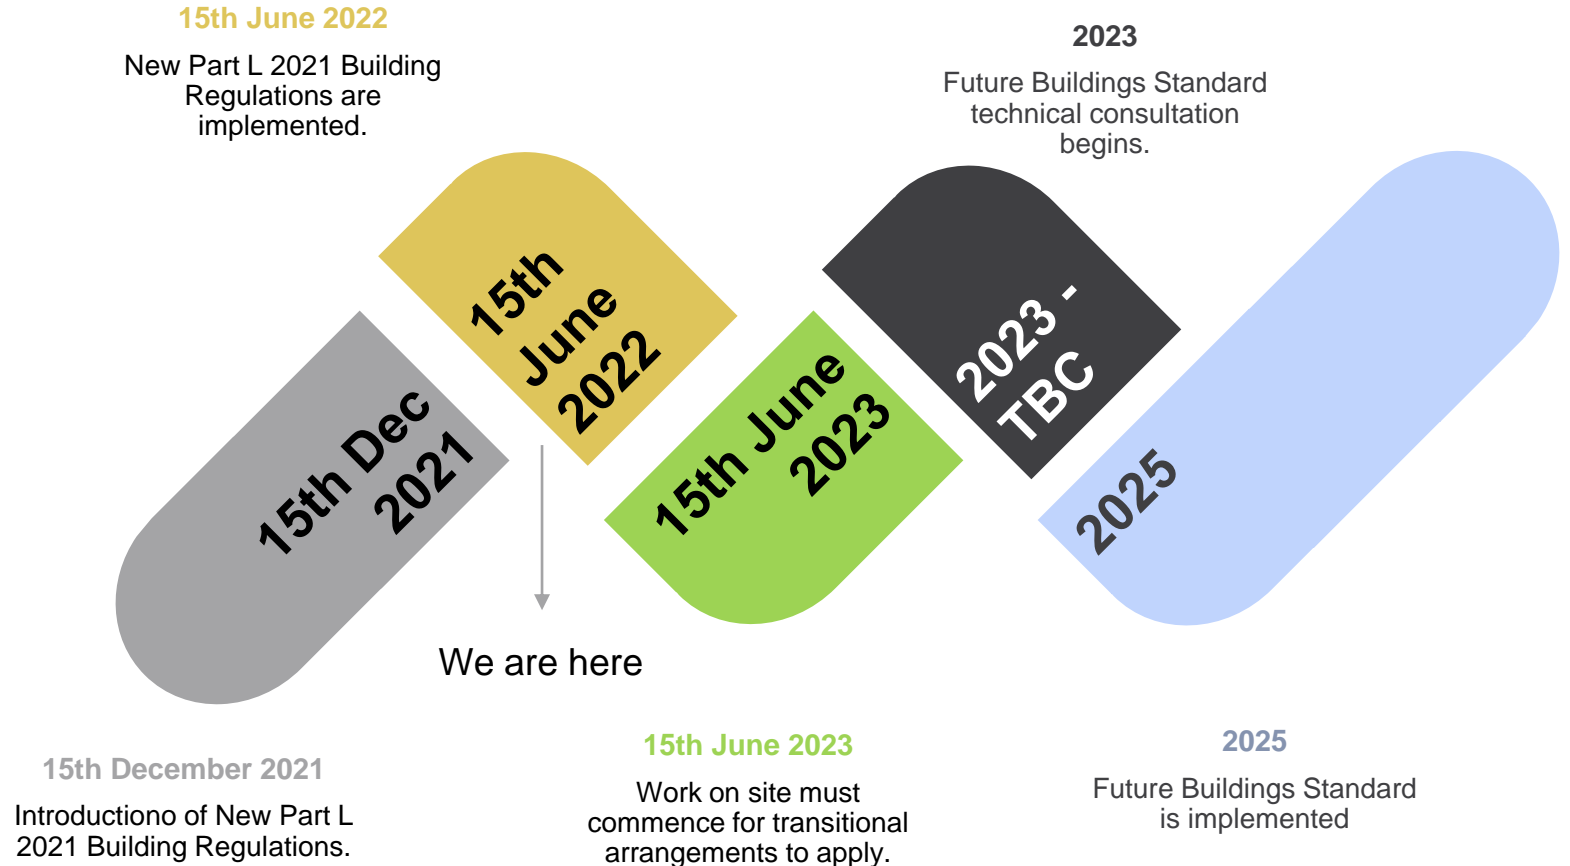 15th June 2022
New Part L 2021 Building
Regulations are
implemented.
2023
Future Buildings Standard
technical consultation
begins.
15th Dec
2021
15th
June
2022
15th June
2023
2023 -
TBC
2025
We are here
15th December 2021
Introductiono of New Part L
2021 Building Regulations.
15th June 2023
Work on site must
commence for transitional
arrangements to apply.
2025
Future Buildings Standard
is implemented